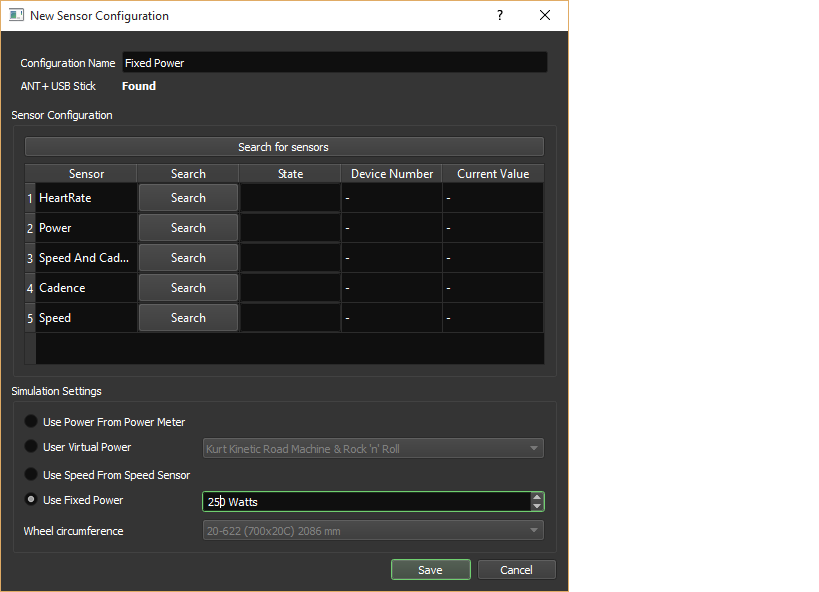 New Sensor Configuration ?
Configuration Name Fixed Power
ANT+ USB Stick Found
Sensor Configuration
Search for sensors
Sensor Search State Device Number Current Value
1 HeartRate Search - -
2 Power Search - -
3 Speed And Cad... Search - -
4 Cadence Search - -
5 Speed Search - -
Simulation Settings
Use Power From Power Meter
User Virtual Power Kurt Kinetic Road Machine & Rock 'n' Roll
Use Speed From Speed Sensor
Use Fixed Power 250 Watts
Wheel circumference 20-622 (700x20C) 2086 mm
Save Cancel